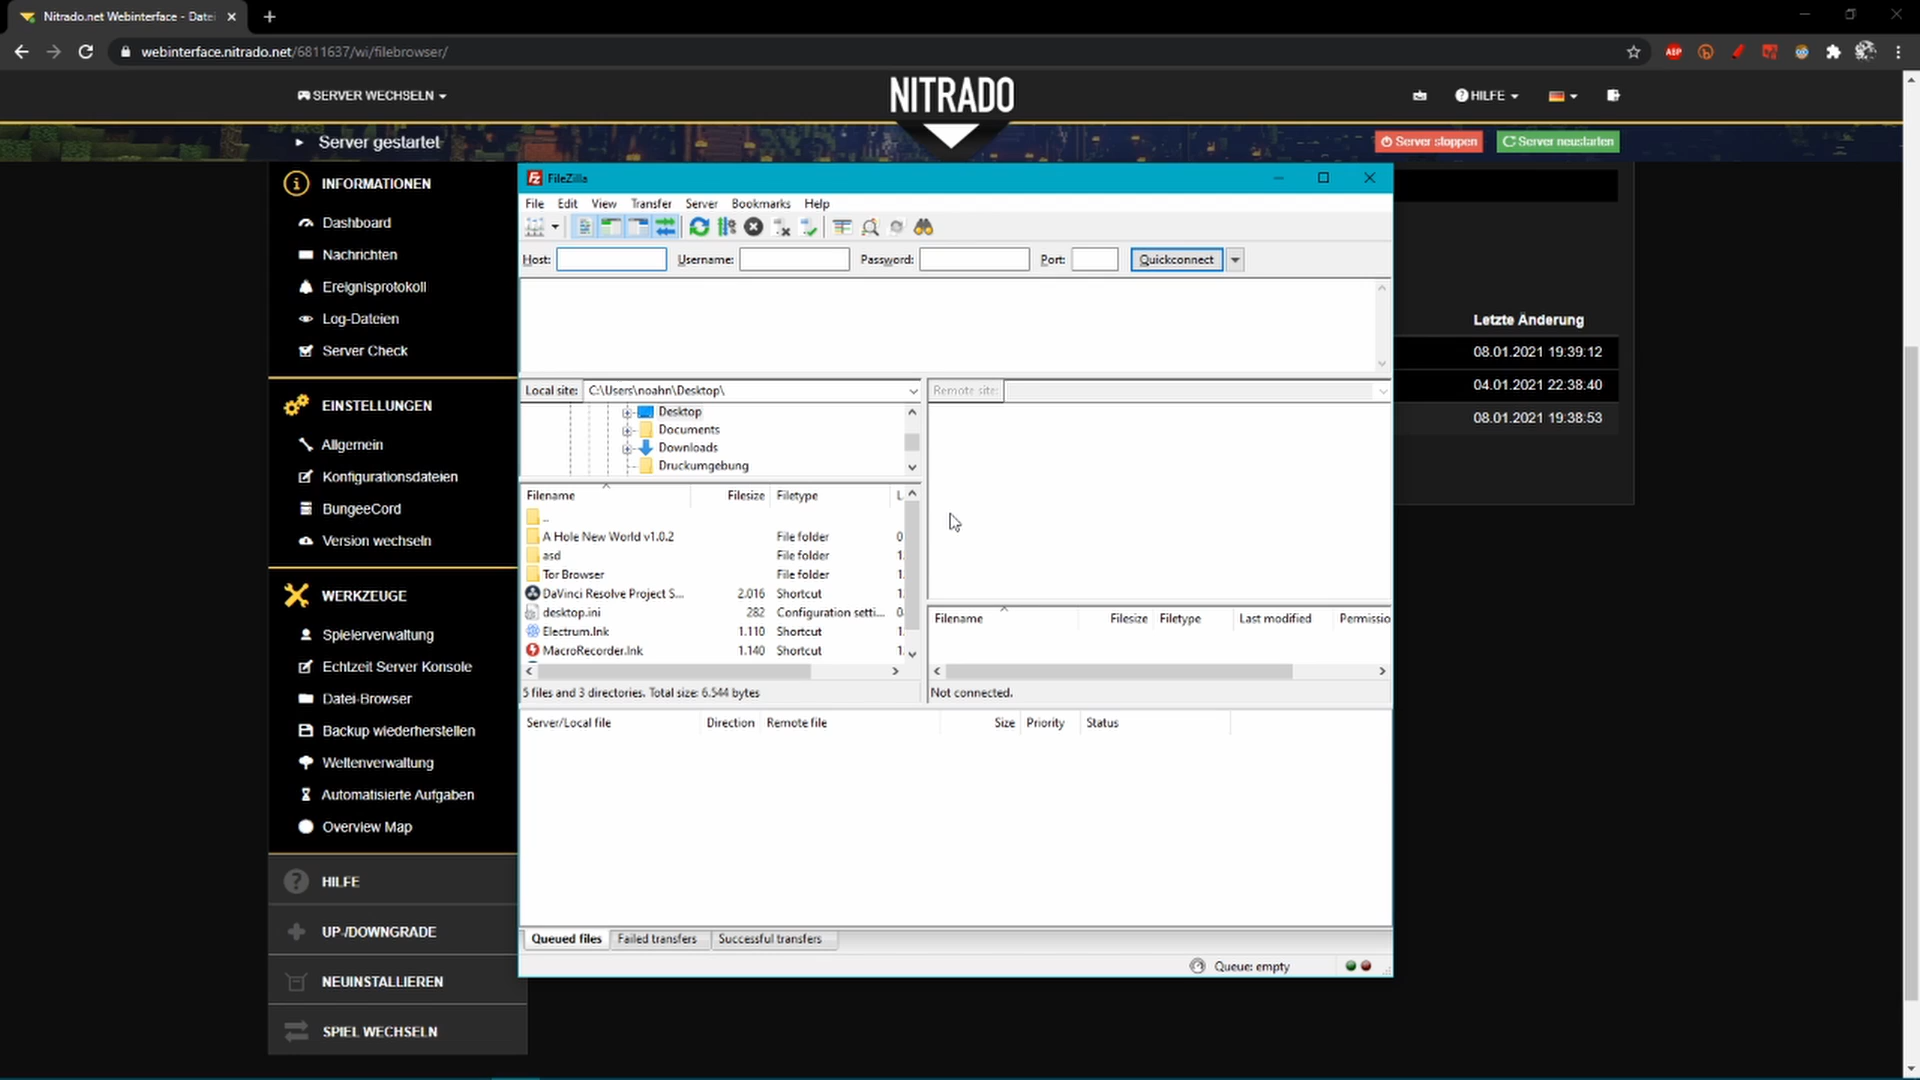 Nitrado.net Webinterface - Datei
webinterface.nitrado.net/6811637/wi/filebrowser/
ABP
SERVER WECHSELN
NITRADO
HILFE
Server gestartet
Server stoppen
Server neustarten
INFORMATIONEN
Dashboard
Nachrichten
Ereignisprotokoll
Log-Dateien
Server Check
EINSTELLUNGEN
Allgemein
Konfigurationsdateien
BungeeCord
Version wechseln
WERKZEUGE
Spielerverwaltung
Echtzeit Server Konsole
Datei-Browser
Backup wiederherstellen
Weltenverwaltung
Automatisierte Aufgaben
Overview Map
HILFE
UP-/DOWNGRADE
NEUINSTALLIEREN
SPIEL WECHSELN
Fz FileZilla
File Edit View Transfer Server Bookmarks Help
Host: Username: Password: Port: Quickconnect
Local site: C:\Users\noahn\Desktop\
Desktop
Documents
Downloads
Druckumgebung
Filename Filesize Filetype L
..
A Hole New World v1.0.2 File folder 0
asd File folder 1.
Tor Browser File folder 1.
DaVinci Resolve Project S... 2.016 Shortcut 1.
desktop.ini 282 Configuration setti... 0
Electrum.lnk 1.110 Shortcut 1.
MacroRecorder.lnk 1.140 Shortcut 1.
5 files and 3 directories. Total size: 6.544 bytes
Remote site:
Filename Filesize Filetype Last modified Permissio
Not connected.
Server/Local file Direction Remote file Size Priority Status
Queued files Failed transfers Successful transfers
Queue: empty
Letzte Änderung
08.01.2021 19:39:12
04.01.2021 22:38:40
08.01.2021 19:38:53